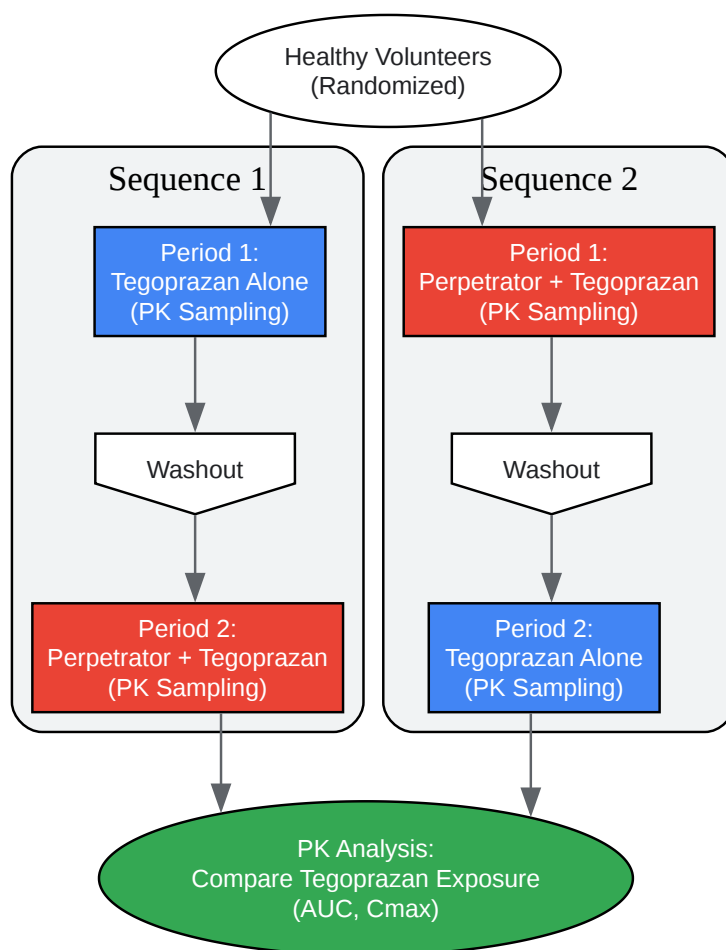 Healthy Volunteers
(Randomized)
Sequence 1
Period 1:
Tegoprazan Alone
(PK Sampling)
Washout
Period 2:
Perpetrator + Tegoprazan
(PK Sampling)
Sequence 2
Period 1:
Perpetrator + Tegoprazan
(PK Sampling)
Washout
Period 2:
Tegoprazan Alone
(PK Sampling)
PK Analysis:
Compare Tegoprazan Exposure
(AUC, Cmax)